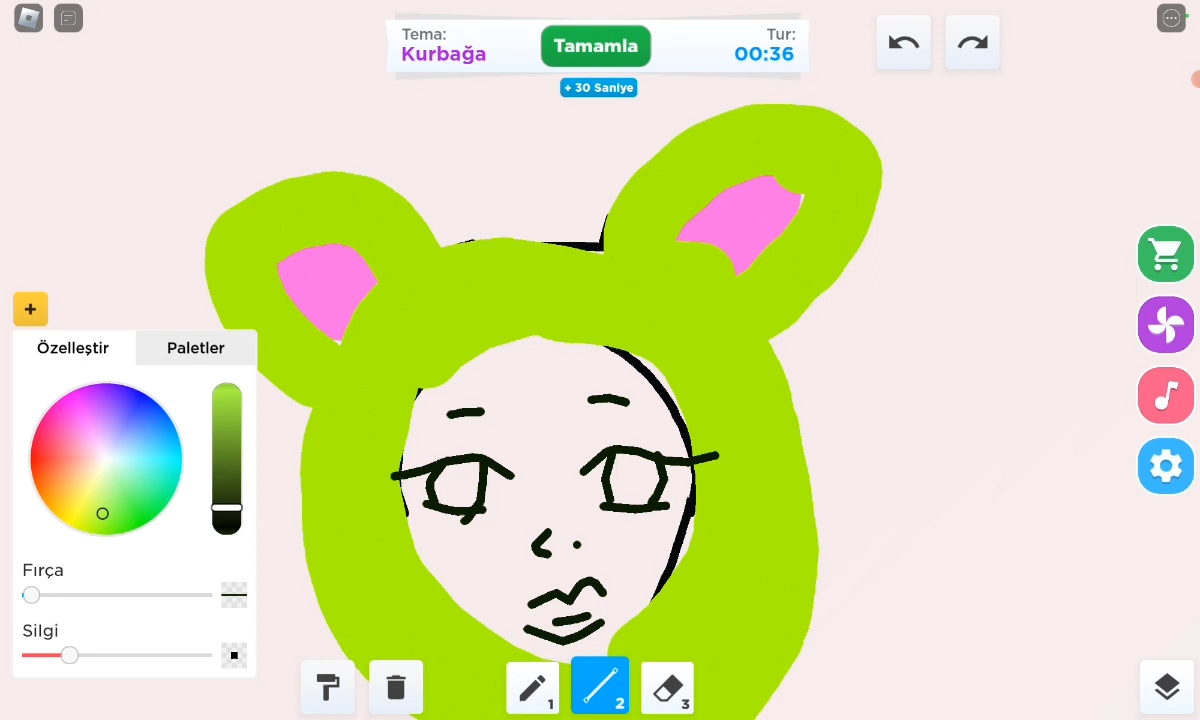 Tema:
Kurbağa
Tamamla
Tur:
00:36
+ 30 Saniye
+
Özelleştir
Paletler
Fırça
Silgi
1
2
3